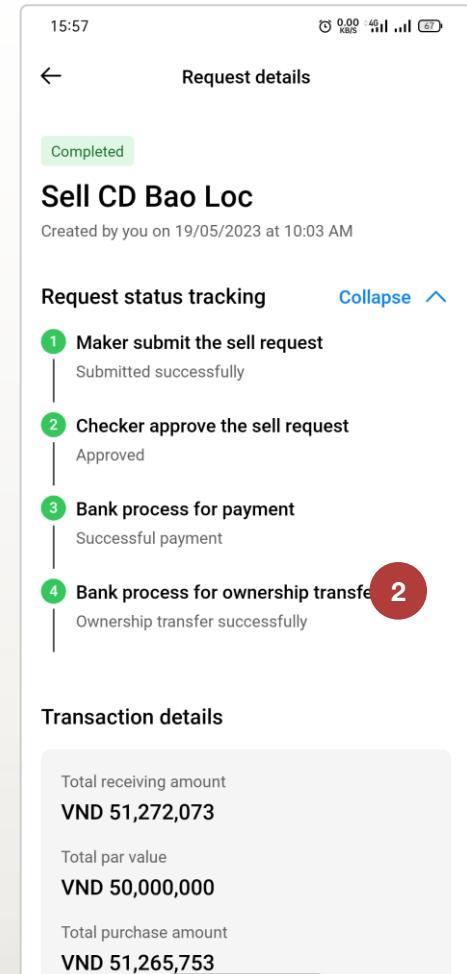 15:57 0.00 KB/S 4G 67
Request details
Completed
Sell CD Bao Loc
Created by you on 19/05/2023 at 10:03 AM
Request status tracking Collapse
1 Maker submit the sell request
Submitted successfully
2 Checker approve the sell request
Approved
3 Bank process for payment
Successful payment
4 Bank process for ownership transfe 2
Ownership transfer successfully
Transaction details
Total receiving amount
VND 51,272,073
Total par value
VND 50,000,000
Total purchase amount
VND 51,265,753